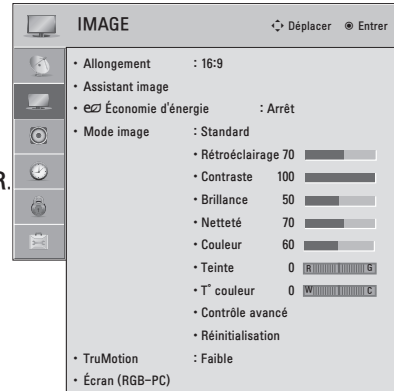 IMAGE
Déplacer
Entrer
• Allongement : 16:9
• Assistant image
• Économie d'énergie : Arrêt
• Mode image : Standard
• Rétroéclairage 70
• Contraste 100
• Brillance 50
• Netteté 70
R.
• Couleur 60
• Teinte 0 R G
• T° couleur 0 W C
• Contrôle avancé
• Réinitialisation
• TruMotion : Faible
• Écran (RGB-PC)